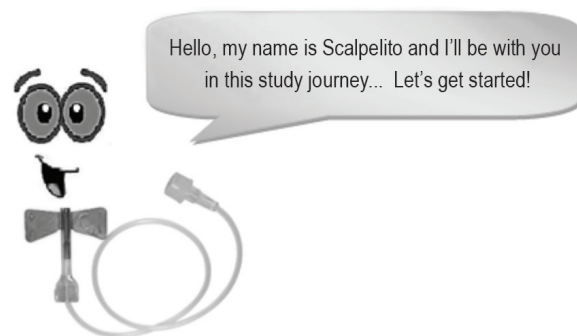 Hello, my name is Scalpelito and I’ll be with you
in this study journey... Let’s get started!